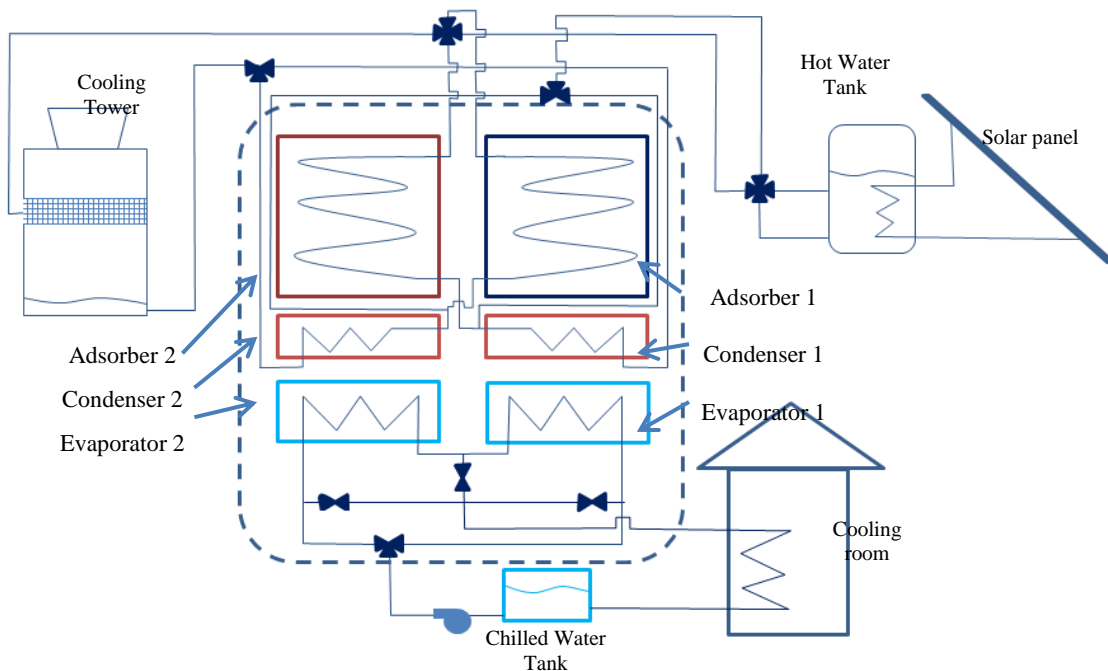 Cooling
Tower
Hot Water
Tank
Solar panel
Adsorber 1
Adsorber 2
Condenser 1
Condenser 2
Evaporator 1
Evaporator 2
Cooling
room
Chilled Water
Tank